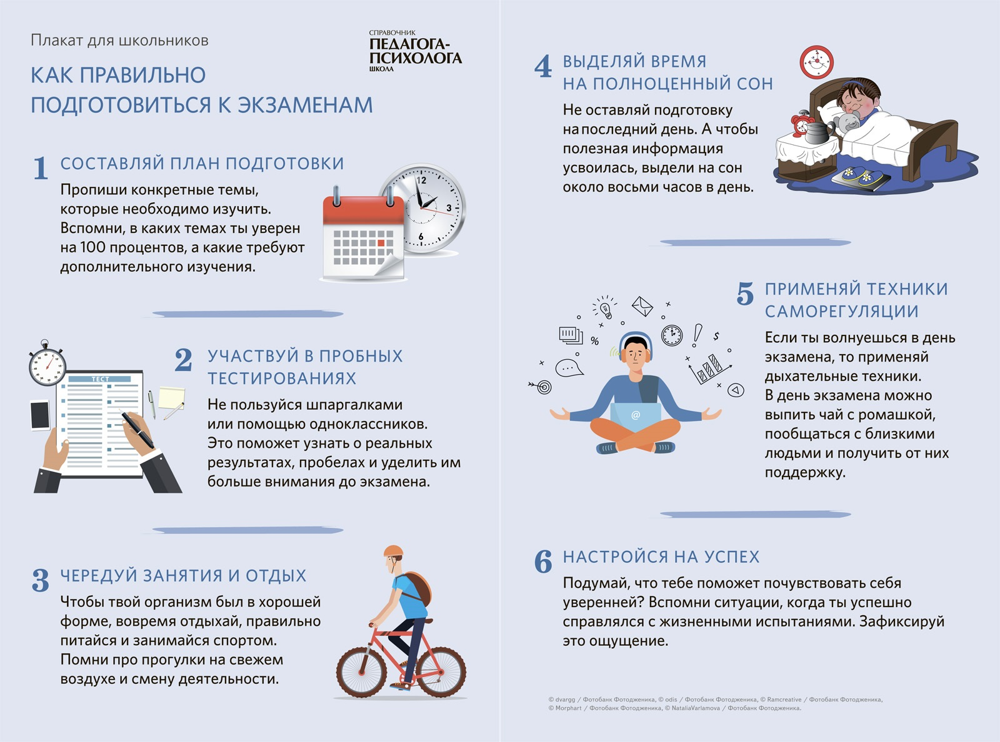 Плакат для школьников
СПРАВОЧНИК
ПЕДАГОГА-
ПСИХОЛОГА
ШКОЛА
КАК ПРАВИЛЬНО
ПОДГОТОВИТЬСЯ К ЭКЗАМЕНАМ
1 СОСТАВЛЯЙ ПЛАН ПОДГОТОВКИ
Пропиши конкретные темы,
которые необходимо изучить.
Вспомни, в каких темах ты уверен
на 100 процентов, а какие требуют
дополнительного изучения.
12
3
6
2 УЧАСТВУЙ В ПРОБНЫХ
ТЕСТИРОВАНИЯХ
Не пользуйся шпаргалками
или помощью одноклассников.
Это поможет узнать о реальных
результатах, пробелах и уделить им
больше внимания до экзамена.
ТЕСТ
3 ЧЕРЕДУЙ ЗАНЯТИЯ И ОТДЫХ
Чтобы твой организм был в хорошей
форме, вовремя отдыхай, правильно
питайся и занимайся спортом.
Помни про прогулки на свежем
воздухе и смену деятельности.
4 ВЫДЕЛЯЙ ВРЕМЯ
НА ПОЛНОЦЕННЫЙ СОН
Не оставляй подготовку
на последний день. А чтобы
полезная информация
усвоилась, выдели на сон
около восьми часов в день.
5 ПРИМЕНЯЙ ТЕХНИКИ
САМОРЕГУЛЯЦИИ
Если ты волнуешься в день
экзамена, то применяй
дыхательные техники.
В день экзамена можно
выпить чай с ромашкой,
пообщаться с близкими
людьми и получить от них
поддержку.
%
$
@
6 НАСТРОЙСЯ НА УСПЕХ
Подумай, что тебе поможет почувствовать себя
уверенней? Вспомни ситуации, когда ты успешно
справлялся с жизненными испытаниями. Зафиксируй
это ощущение.
© dvargg / Фотобанк Фотодженика, © odis / Фотобанк Фотодженика, © Ramcreative / Фотобанк Фотодженика,
© Morphart / Фотобанк Фотодженика, © NataliaVarlamova / Фотобанк Фотодженика.